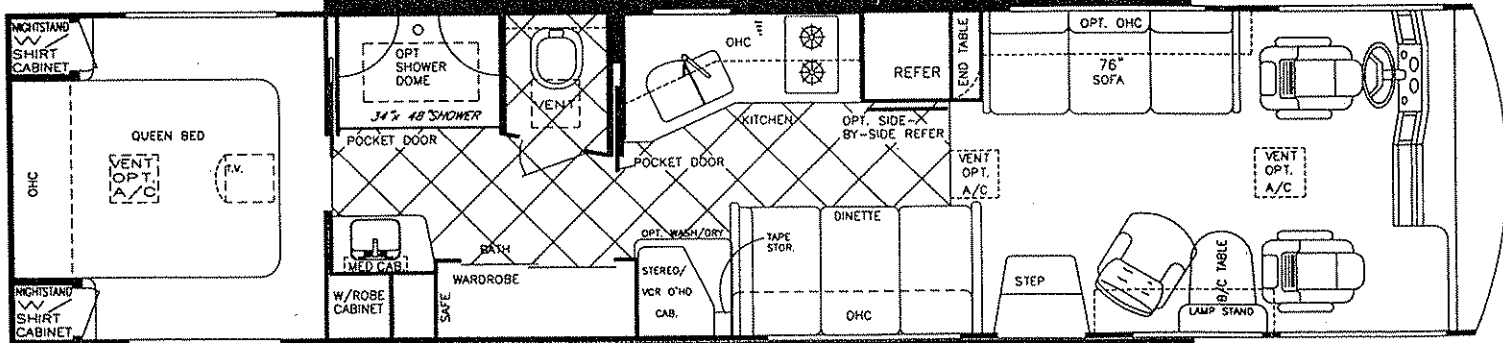 NIGHTSTAND
W/
SHIRT
CABINET
OHC
QUEEN BED
VENT
OPT.
A/C
T.V.
NIGHTSTAND
W/
SHIRT
CABINET
OPT
SHOWER
DOME
34"x 48"SHOWER
POCKET DOOR
VENT
MED CAB.
BATH
W/ROBE
CABINET
SAFE
WARDROBE
OHC
KITCHEN
POCKET DOOR
REFER
OPT. SIDE-
BY-SIDE REFER
END TABLE
OPT. WASH/DRY
STEREO/
VCR O'HD
CAB.
TAPE
STOR.
DINETTE
OHC
VENT
OPT.
A/C
OPT. OHC
76"
SOFA
VENT
OPT.
A/C
STEP
B/C TABLE
LAMP STAND